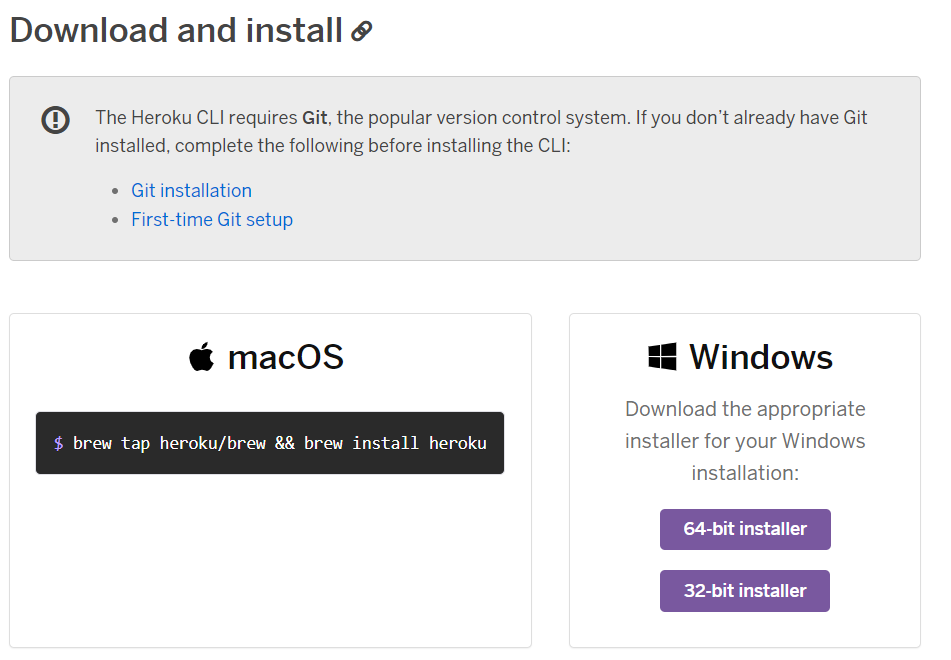 Download and install
The Heroku CLI requires Git, the popular version control system. If you don’t already have Git
installed, complete the following before installing the CLI:
Git installation
First-time Git setup
macOS
$ brew tap heroku/brew && brew install heroku
Windows
Download the appropriate
installer for your Windows
installation:
64-bit installer
32-bit installer